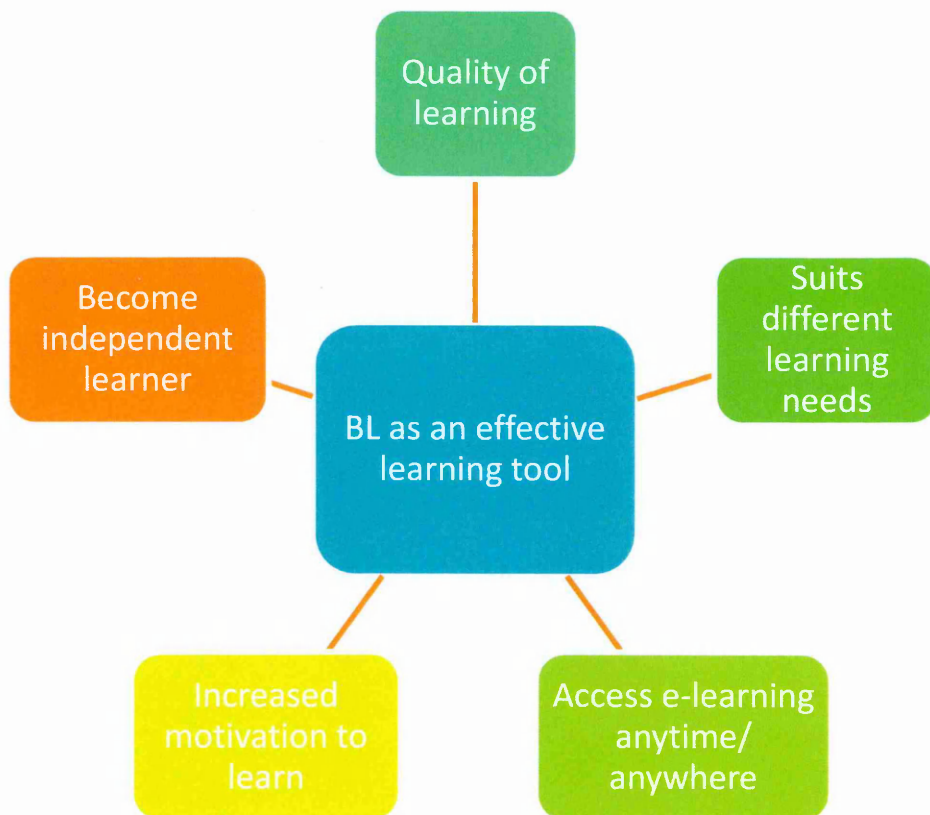 Quality of
learning
Become
independent
learner
Suits
different
learning
needs
BL as an effective
learning tool
Increased
motivation to
learn
Access e-learning
anytime/
anywhere